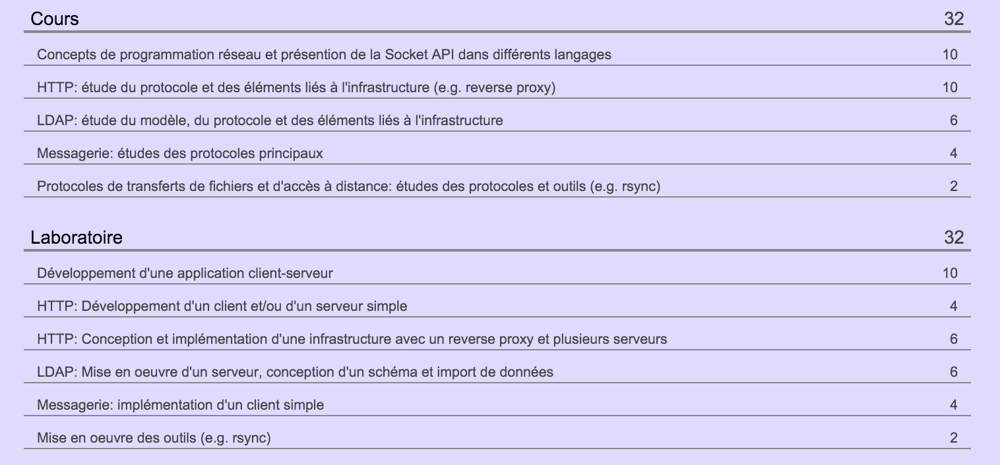 Cours 32
Concepts de programmation réseau et présention de la Socket API dans différents langages 10
HTTP: étude du protocole et des éléments liés à l'infrastructure (e.g. reverse proxy) 10
LDAP: étude du modèle, du protocole et des éléments liés à l'infrastructure 6
Messagerie: études des protocoles principaux 4
Protocoles de transferts de fichiers et d'accès à distance: études des protocoles et outils (e.g. rsync) 2
Laboratoire 32
Développement d'une application client-serveur 10
HTTP: Développement d'un client et/ou d'un serveur simple 4
HTTP: Conception et implémentation d'une infrastructure avec un reverse proxy et plusieurs serveurs 6
LDAP: Mise en oeuvre d'un serveur, conception d'un schéma et import de données 6
Messagerie: implémentation d'un client simple 4
Mise en oeuvre des outils (e.g. rsync) 2